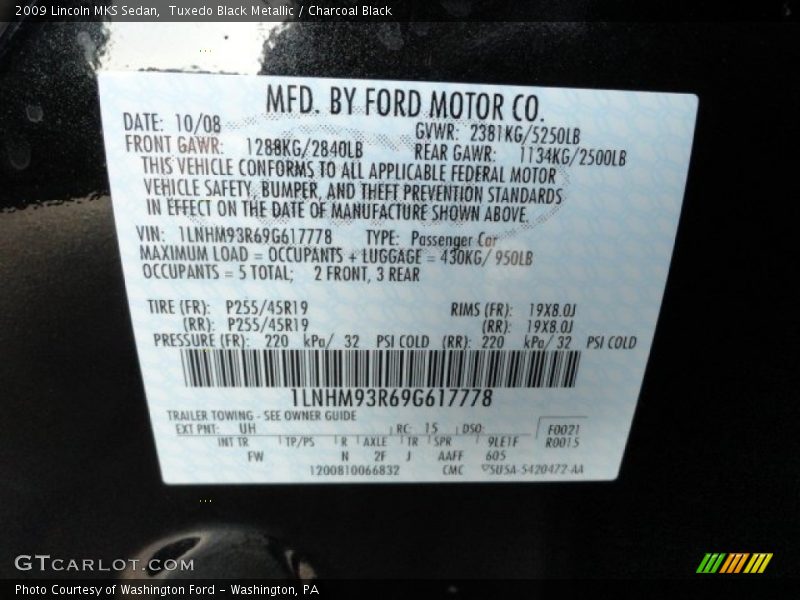 2009 Lincoln MKS Sedan, Tuxedo Black Metallic / Charcoal Black
MFD. BY FORD MOTOR CO.
DATE: 10/08 GVWR: 2381KG/5250LB
FRONT GAWR: 1288KG/2840LB REAR GAWR: 1134KG/2500LB
THIS VEHICLE CONFORMS TO ALL APPLICABLE FEDERAL MOTOR
VEHICLE SAFETY, BUMPER, AND THEFT PREVENTION STANDARDS
IN EFFECT ON THE DATE OF MANUFACTURE SHOWN ABOVE.
VIN: 1LNHM93R69G617778 TYPE: Passenger Car
MAXIMUM LOAD = OCCUPANTS + LUGGAGE = 430KG/ 950LB
OCCUPANTS = 5 TOTAL; 2 FRONT, 3 REAR
TIRE (FR): P255/45R19 RIMS (FR): 19X8.0J
(RR): P255/45R19 (RR): 19X8.0J
PRESSURE (FR): 220 kPa/ 32 PSI COLD (RR): 220 kPa/ 32 PSI COLD
1LNHM93R69G617778
TRAILER TOWING - SEE OWNER GUIDE
EXT PNT: UH RC: 15 DSO: F0021
INT TR TP/PS R AXLE TR SPR 9LE1F R0015
FW N 2F J AAFF 605
1200810066832 CMC 5U5A-5420472-AA
GTcarlot.com
Photo Courtesy of Washington Ford - Washington, PA